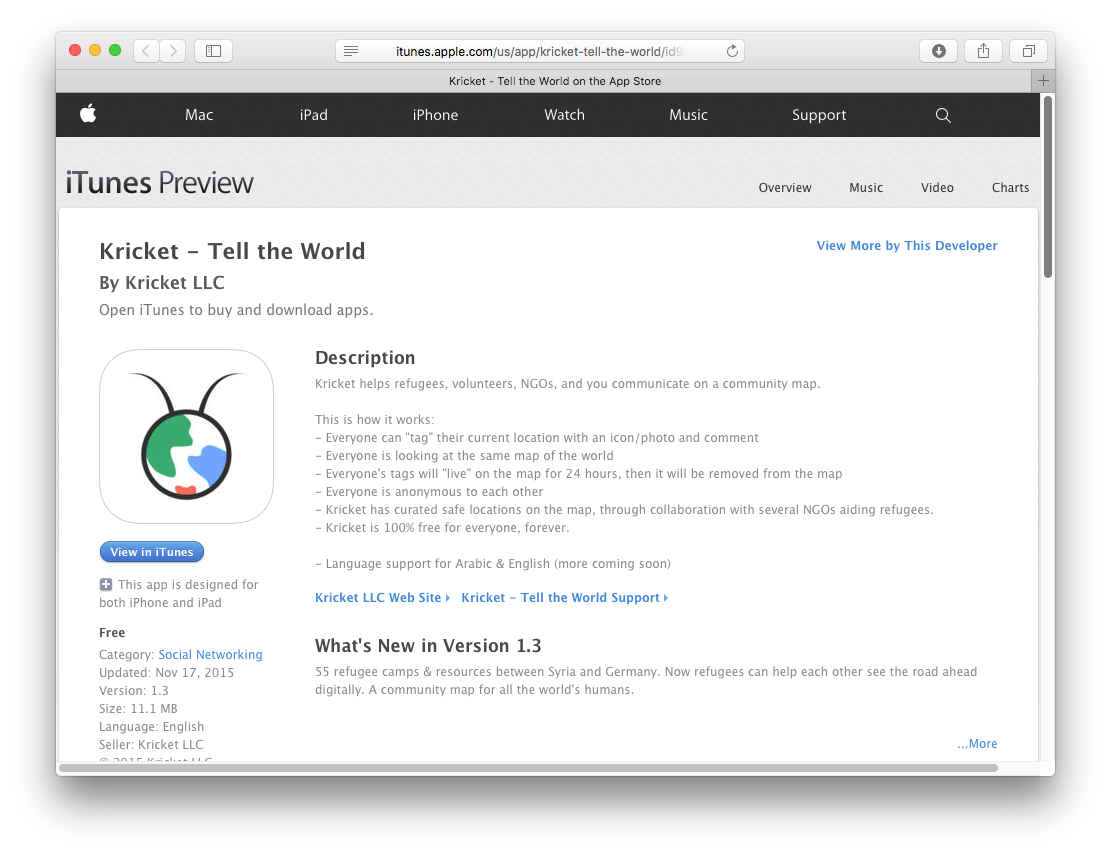 itunes.apple.com/us/app/kricket-tell-the-world/id9
Kricket - Tell the World on the App Store
Mac iPad iPhone Watch Music Support
iTunes Preview
Overview Music Video Charts
Kricket - Tell the World
View More by This Developer
By Kricket LLC
Open iTunes to buy and download apps.
Description
Kricket helps refugees, volunteers, NGOs, and you communicate on a community map.
This is how it works:
- Everyone can "tag" their current location with an icon/photo and comment
- Everyone is looking at the same map of the world
- Everyone's tags will "live" on the map for 24 hours, then it will be removed from the map
- Everyone is anonymous to each other
- Kricket has curated safe locations on the map, through collaboration with several NGOs aiding refugees.
- Kricket is 100% free for everyone, forever.
- Language support for Arabic & English (more coming soon)
Kricket LLC Web Site Kricket - Tell the World Support
What's New in Version 1.3
55 refugee camps & resources between Syria and Germany. Now refugees can help each other see the road ahead
digitally. A community map for all the world's humans.
...More
View in iTunes
This app is designed for
both iPhone and iPad
Free
Category: Social Networking
Updated: Nov 17, 2015
Version: 1.3
Size: 11.1 MB
Language: English
Seller: Kricket LLC
© 2015 Kricket LLC